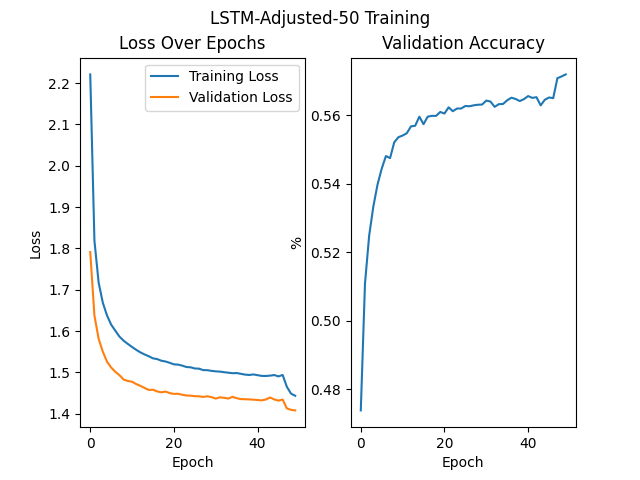 LSTM-Adjusted-50 Training
Loss Over Epochs
Validation Accuracy
Training Loss
Validation Loss
Loss
2.2
2.1
2.0
1.9
1.8
1.7
1.6
1.5
1.4
0
20
40
Epoch
%
0.56
0.54
0.52
0.50
0.48
0
20
40
Epoch